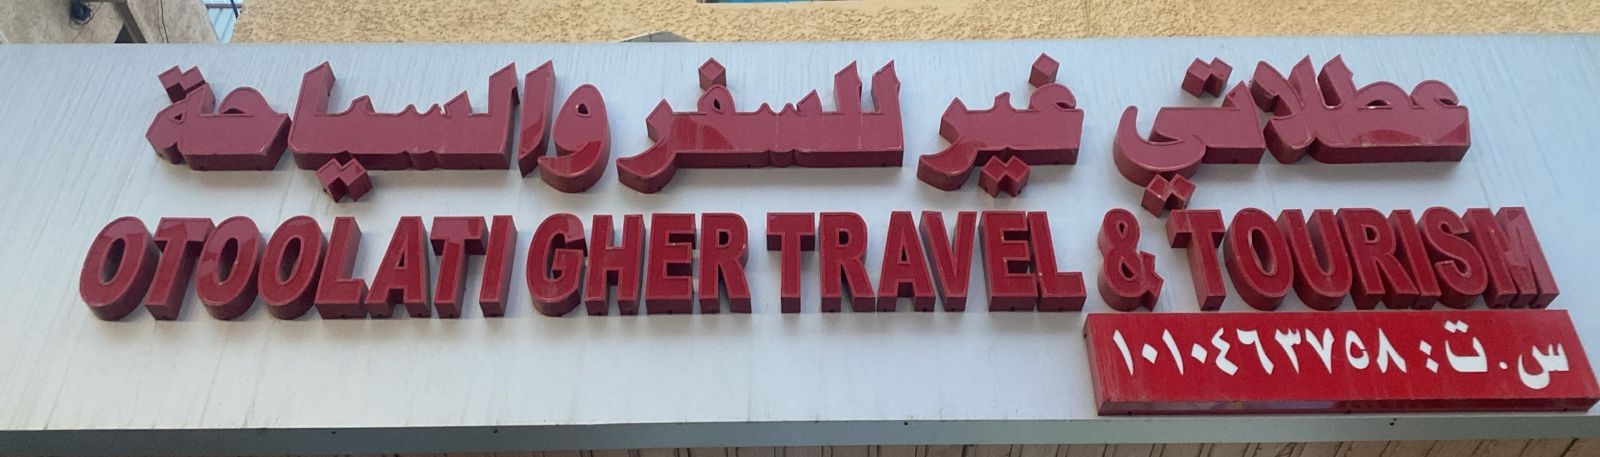 عطلاتي غير للسفر والسياحة
OTOOLATI GHER TRAVEL & TOURISM
س.ت: ١٠١٠٤٦٣٧٥٨